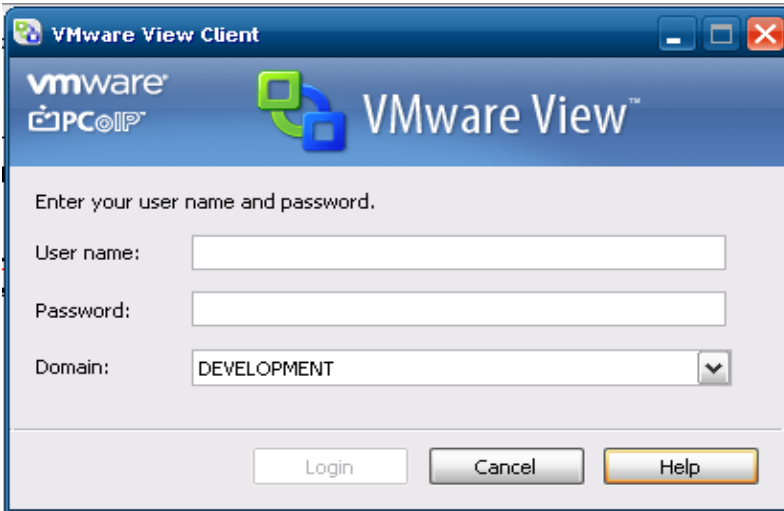 VMware View Client
vmware®
PCoIP™
VMware View™
Enter your user name and password.
User name:
Password:
Domain:
DEVELOPMENT
Login
Cancel
Help